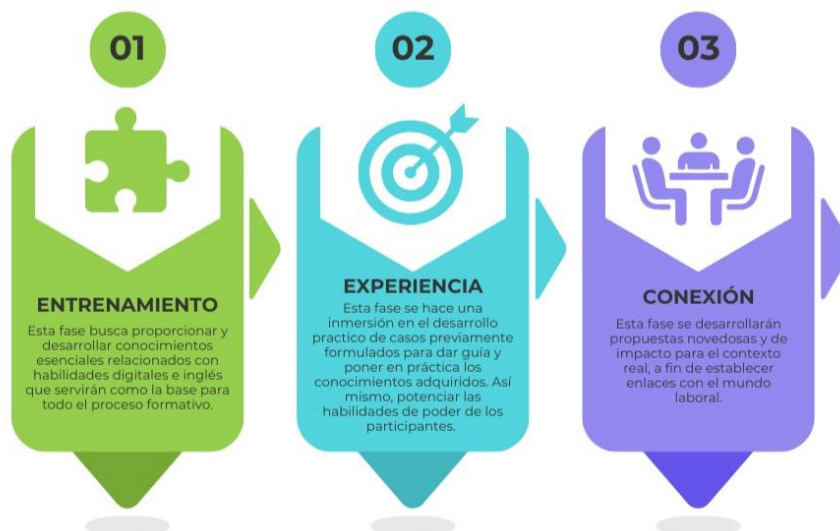 01
ENTRENAMIENTO
Esta fase busca proporcionar y
desarrollar conocimientos
esenciales relacionados con
habilidades digitales e inglés
que servirán como la base para
todo el proceso formativo.
02
EXPERIENCIA
Esta fase se hace una
inmersión en el desarrollo
practico de casos previamente
formulados para dar guía y
poner en práctica los
conocimientos adquiridos. Así
mismo, potenciar las
habilidades de poder de los
participantes.
03
CONEXIÓN
Esta fase se desarrollarán
propuestas novedosas y de
impacto para el contexto
real, a fin de establecer
enlaces con el mundo
laboral.